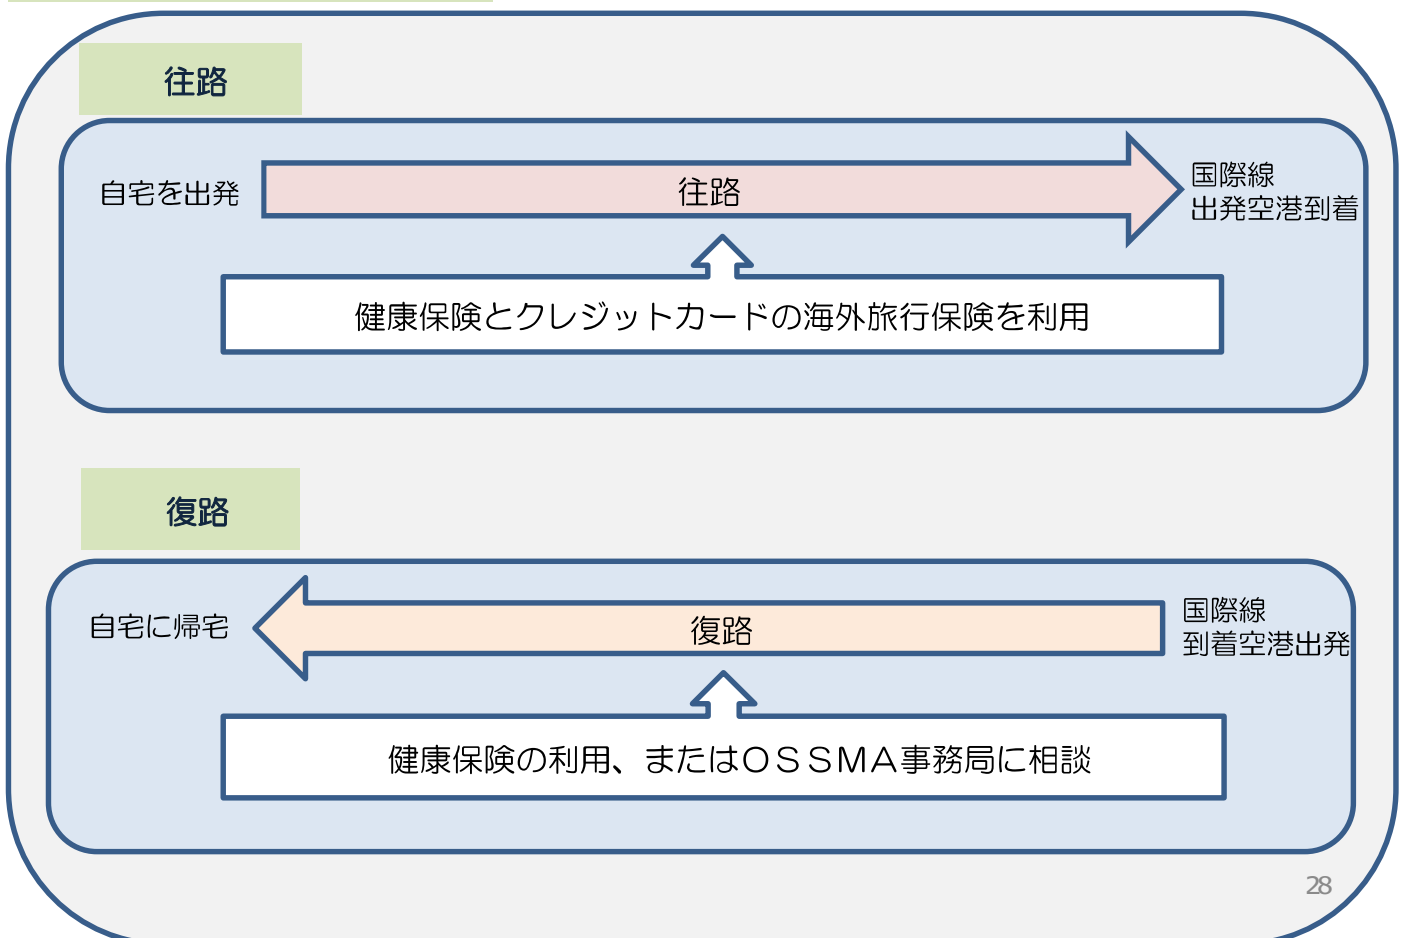 往路
自宅を出発
往路
国際線
出発空港到着
健康保険とクレジットカードの海外旅行保険を利用
復路
自宅に帰宅
復路
国際線
到着空港出発
健康保険の利用、またはＯＳＳＭＡ事務局に相談
28